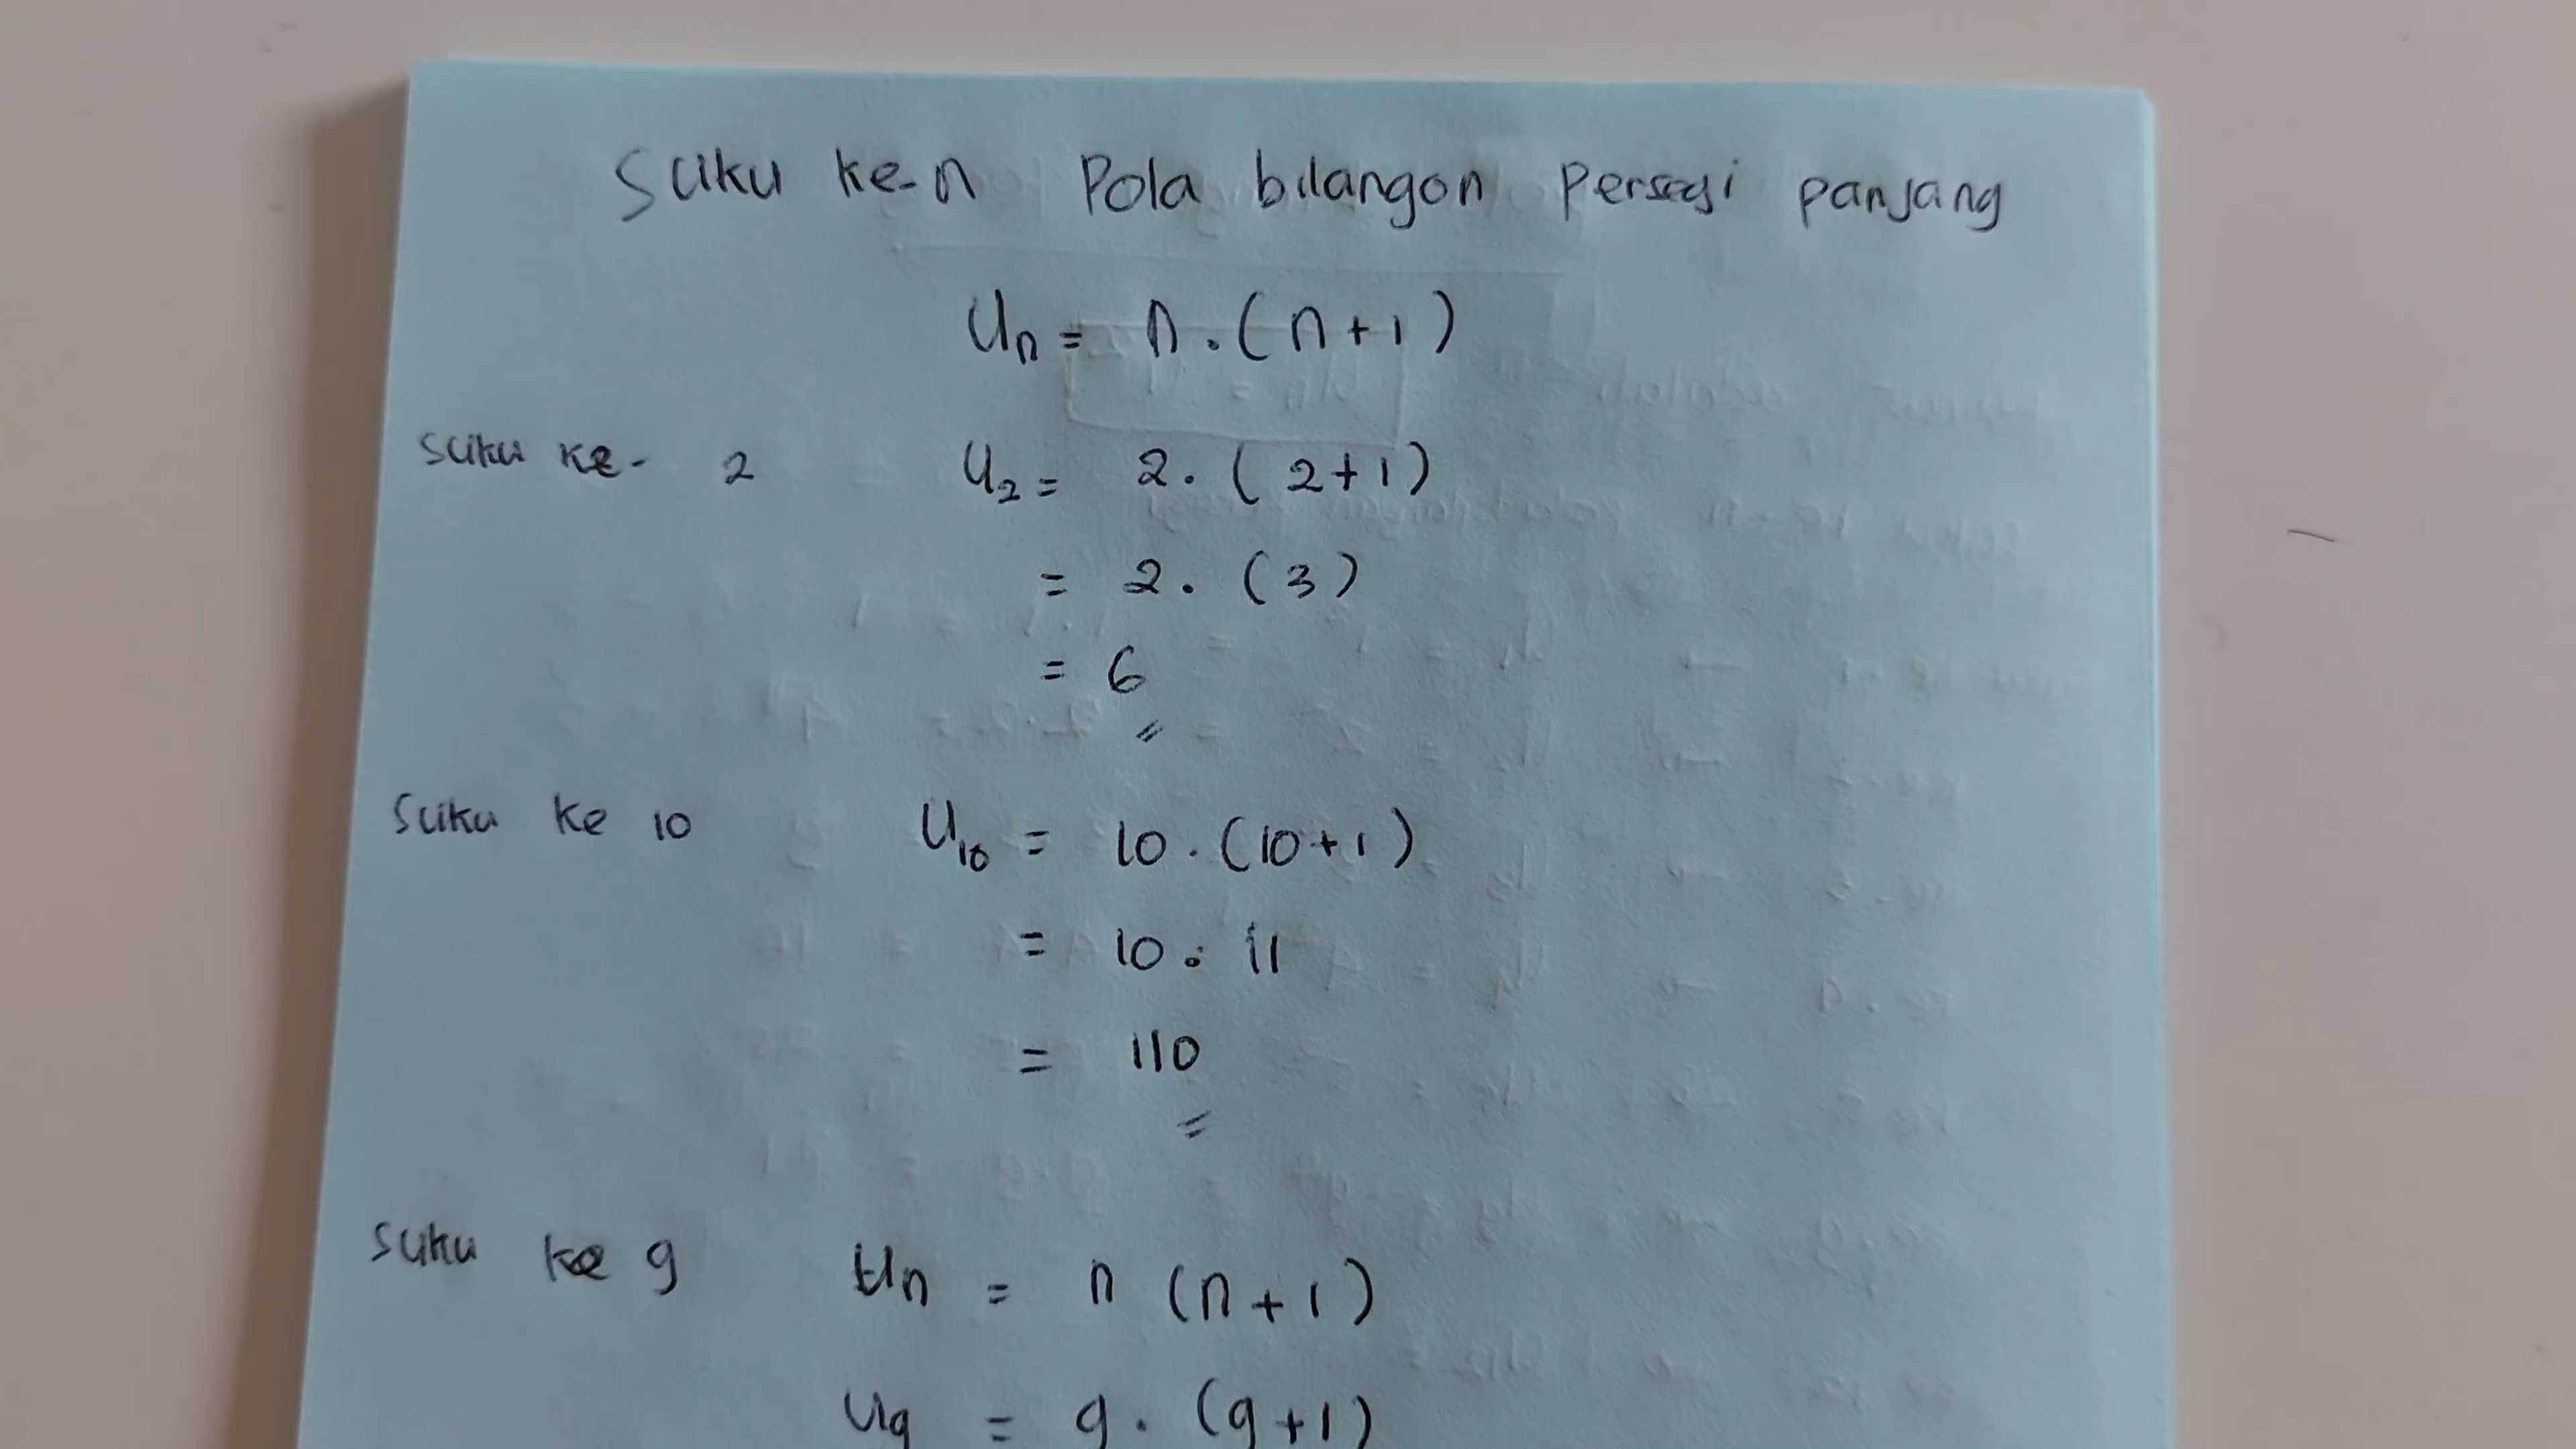 Suku ke-n Pola bilangan persegi panjang
Un = n . (n+1)
suku ke- 2 U2 = 2 . (2+1)
= 2 . (3)
= 6
Suku ke 10 U10 = 10 . (10+1)
= 10 . 11
= 110
suku ke 9 Un = n (n+1)
U9 = 9 . (9+1)